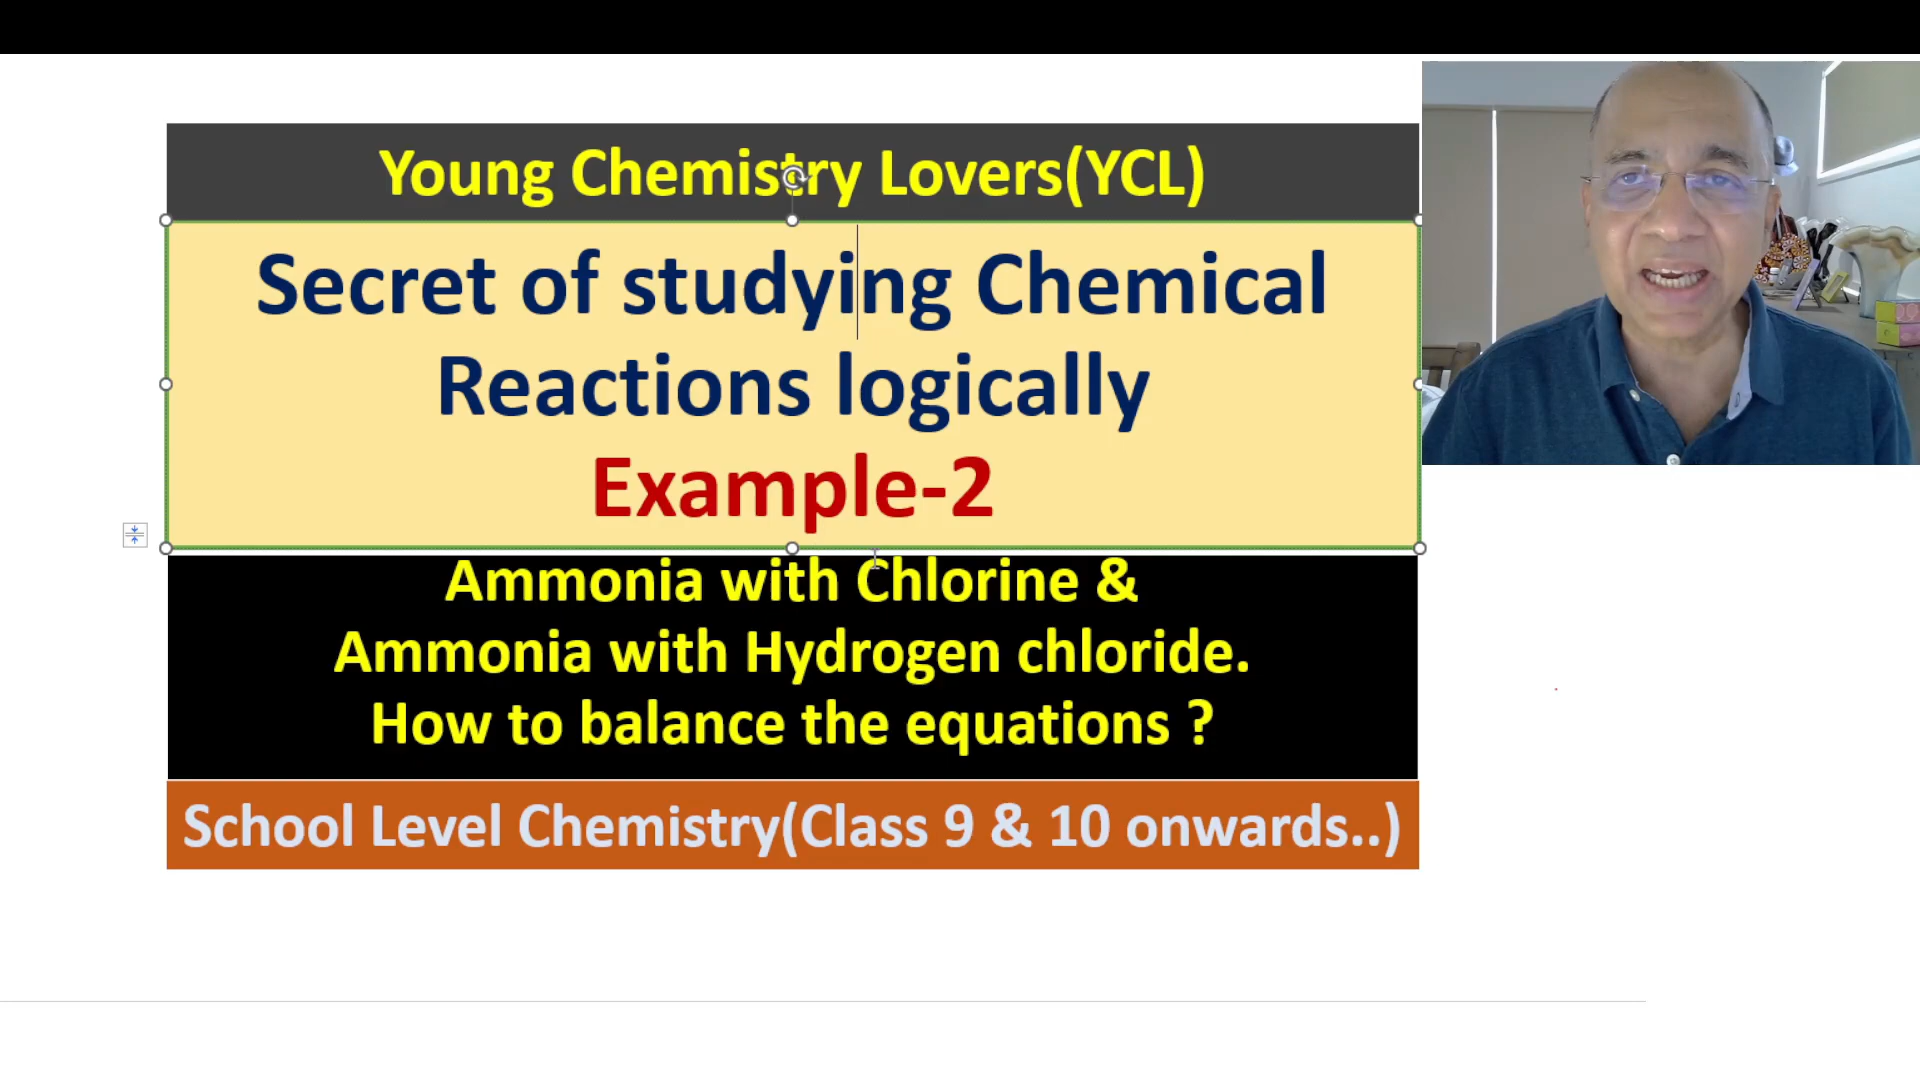 Young Chemistry Lovers(YCL)
Secret of studying Chemical
Reactions logically
Example-2
Ammonia with Chlorine &
Ammonia with Hydrogen chloride.
How to balance the equations ?
School Level Chemistry(Class 9 & 10 onwards..)